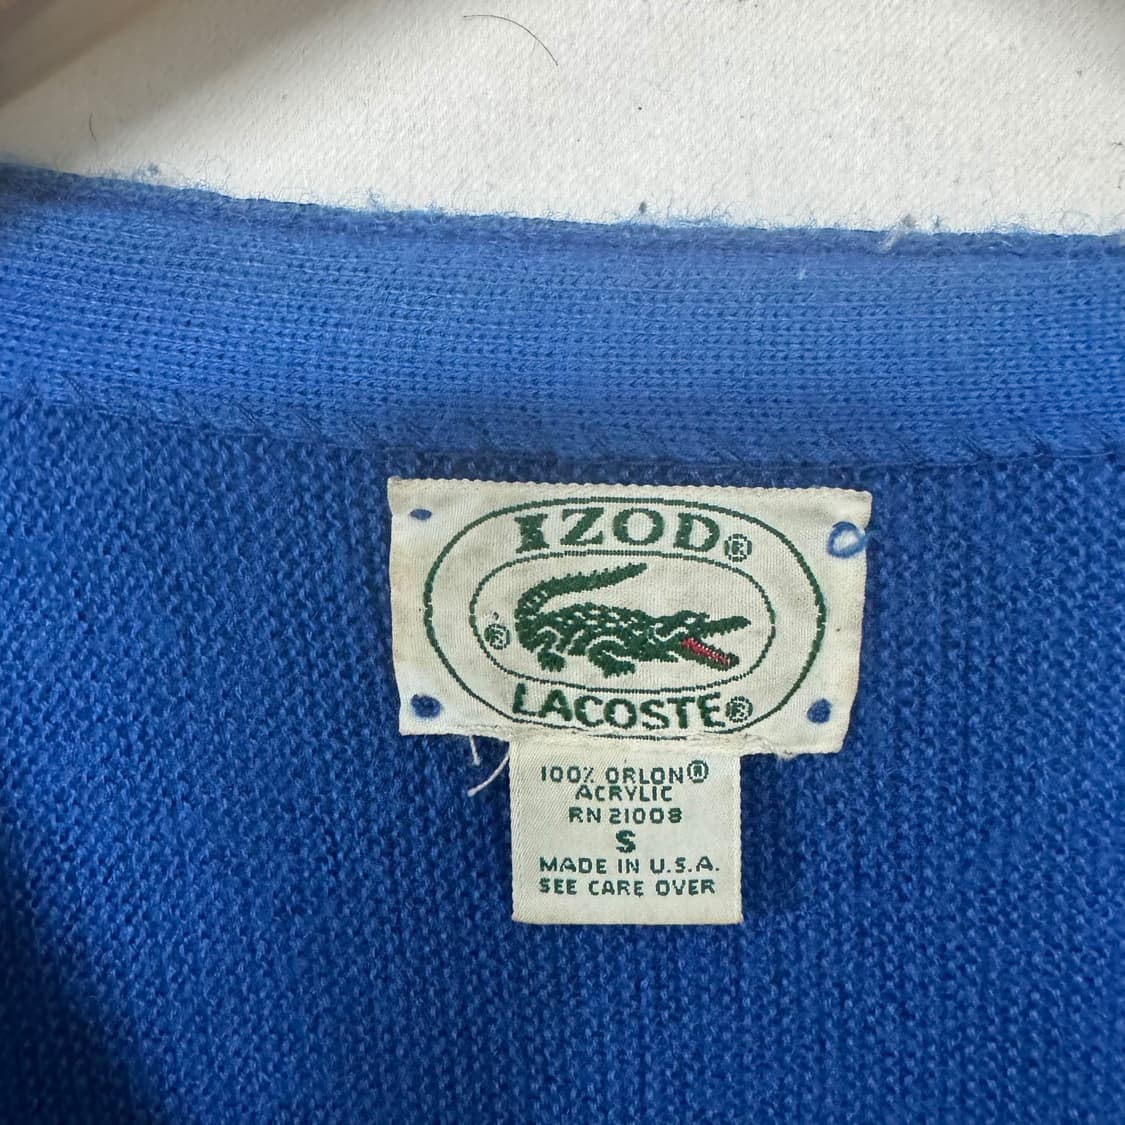 IZOD®
®
LACOSTE®
100% ORLON®
ACRYLIC
RN 21008
S
MADE IN U.S.A.
SEE CARE OVER